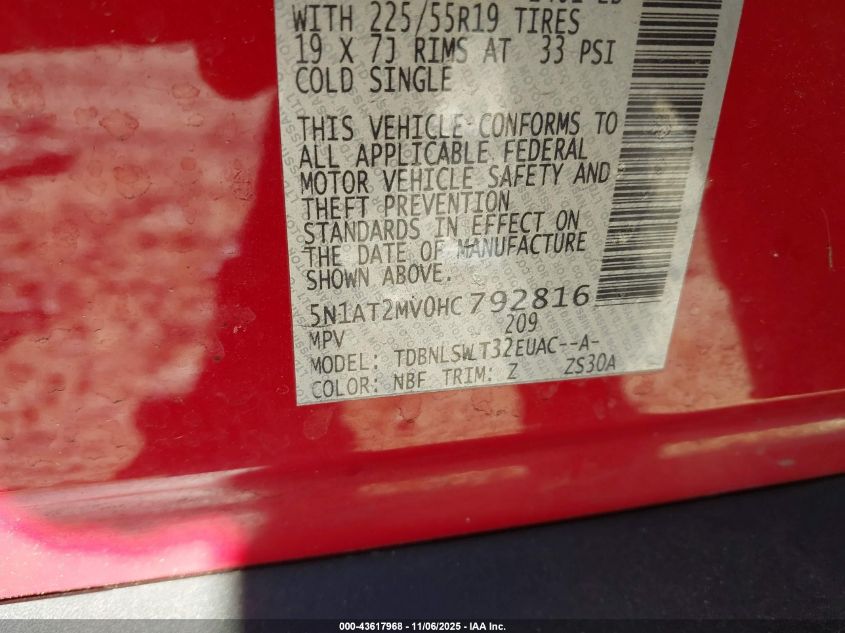 WITH 225/55R19 TIRES
19 X 7J RIMS AT 33 PSI
COLD SINGLE
THIS VEHICLE CONFORMS TO
ALL APPLICABLE FEDERAL
MOTOR VEHICLE SAFETY AND
THEFT PREVENTION
STANDARDS IN EFFECT ON
THE DATE OF MANUFACTURE
SHOWN ABOVE.
5N1AT2MV0HC792816
MPV 209
MODEL: TDBNLSWLT32EUAC--A-
COLOR: NBF TRIM: Z ZS30A
000-43617968 - 11/06/2025 - IAA Inc.